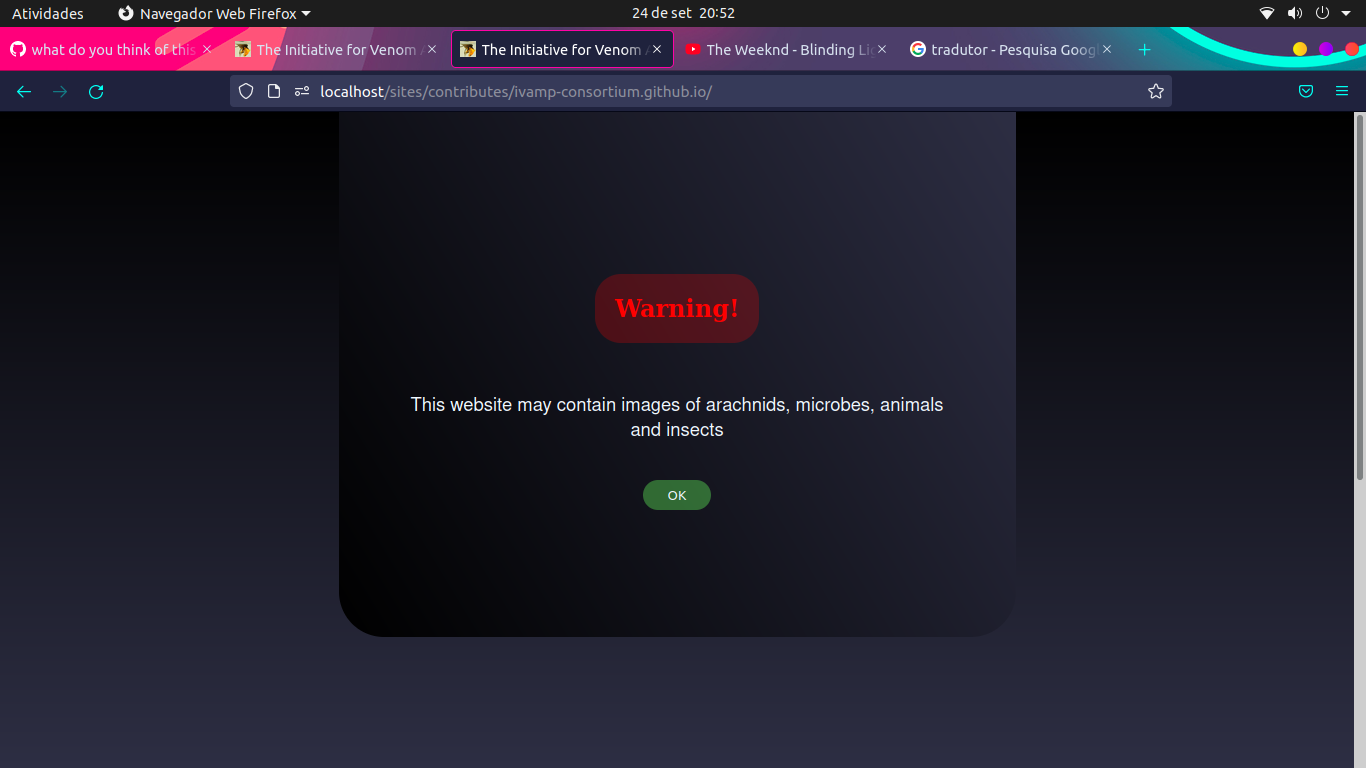 Atividades Navegador Web Firefox 24 de set 20:52
what do you think of this The Initiative for Venom The Initiative for Venom The Weeknd - Blinding Lig tradutor - Pesquisa Goog
localhost/sites/contributes/ivamp-consortium.github.io/
Warning!
This website may contain images of arachnids, microbes, animals
and insects
OK